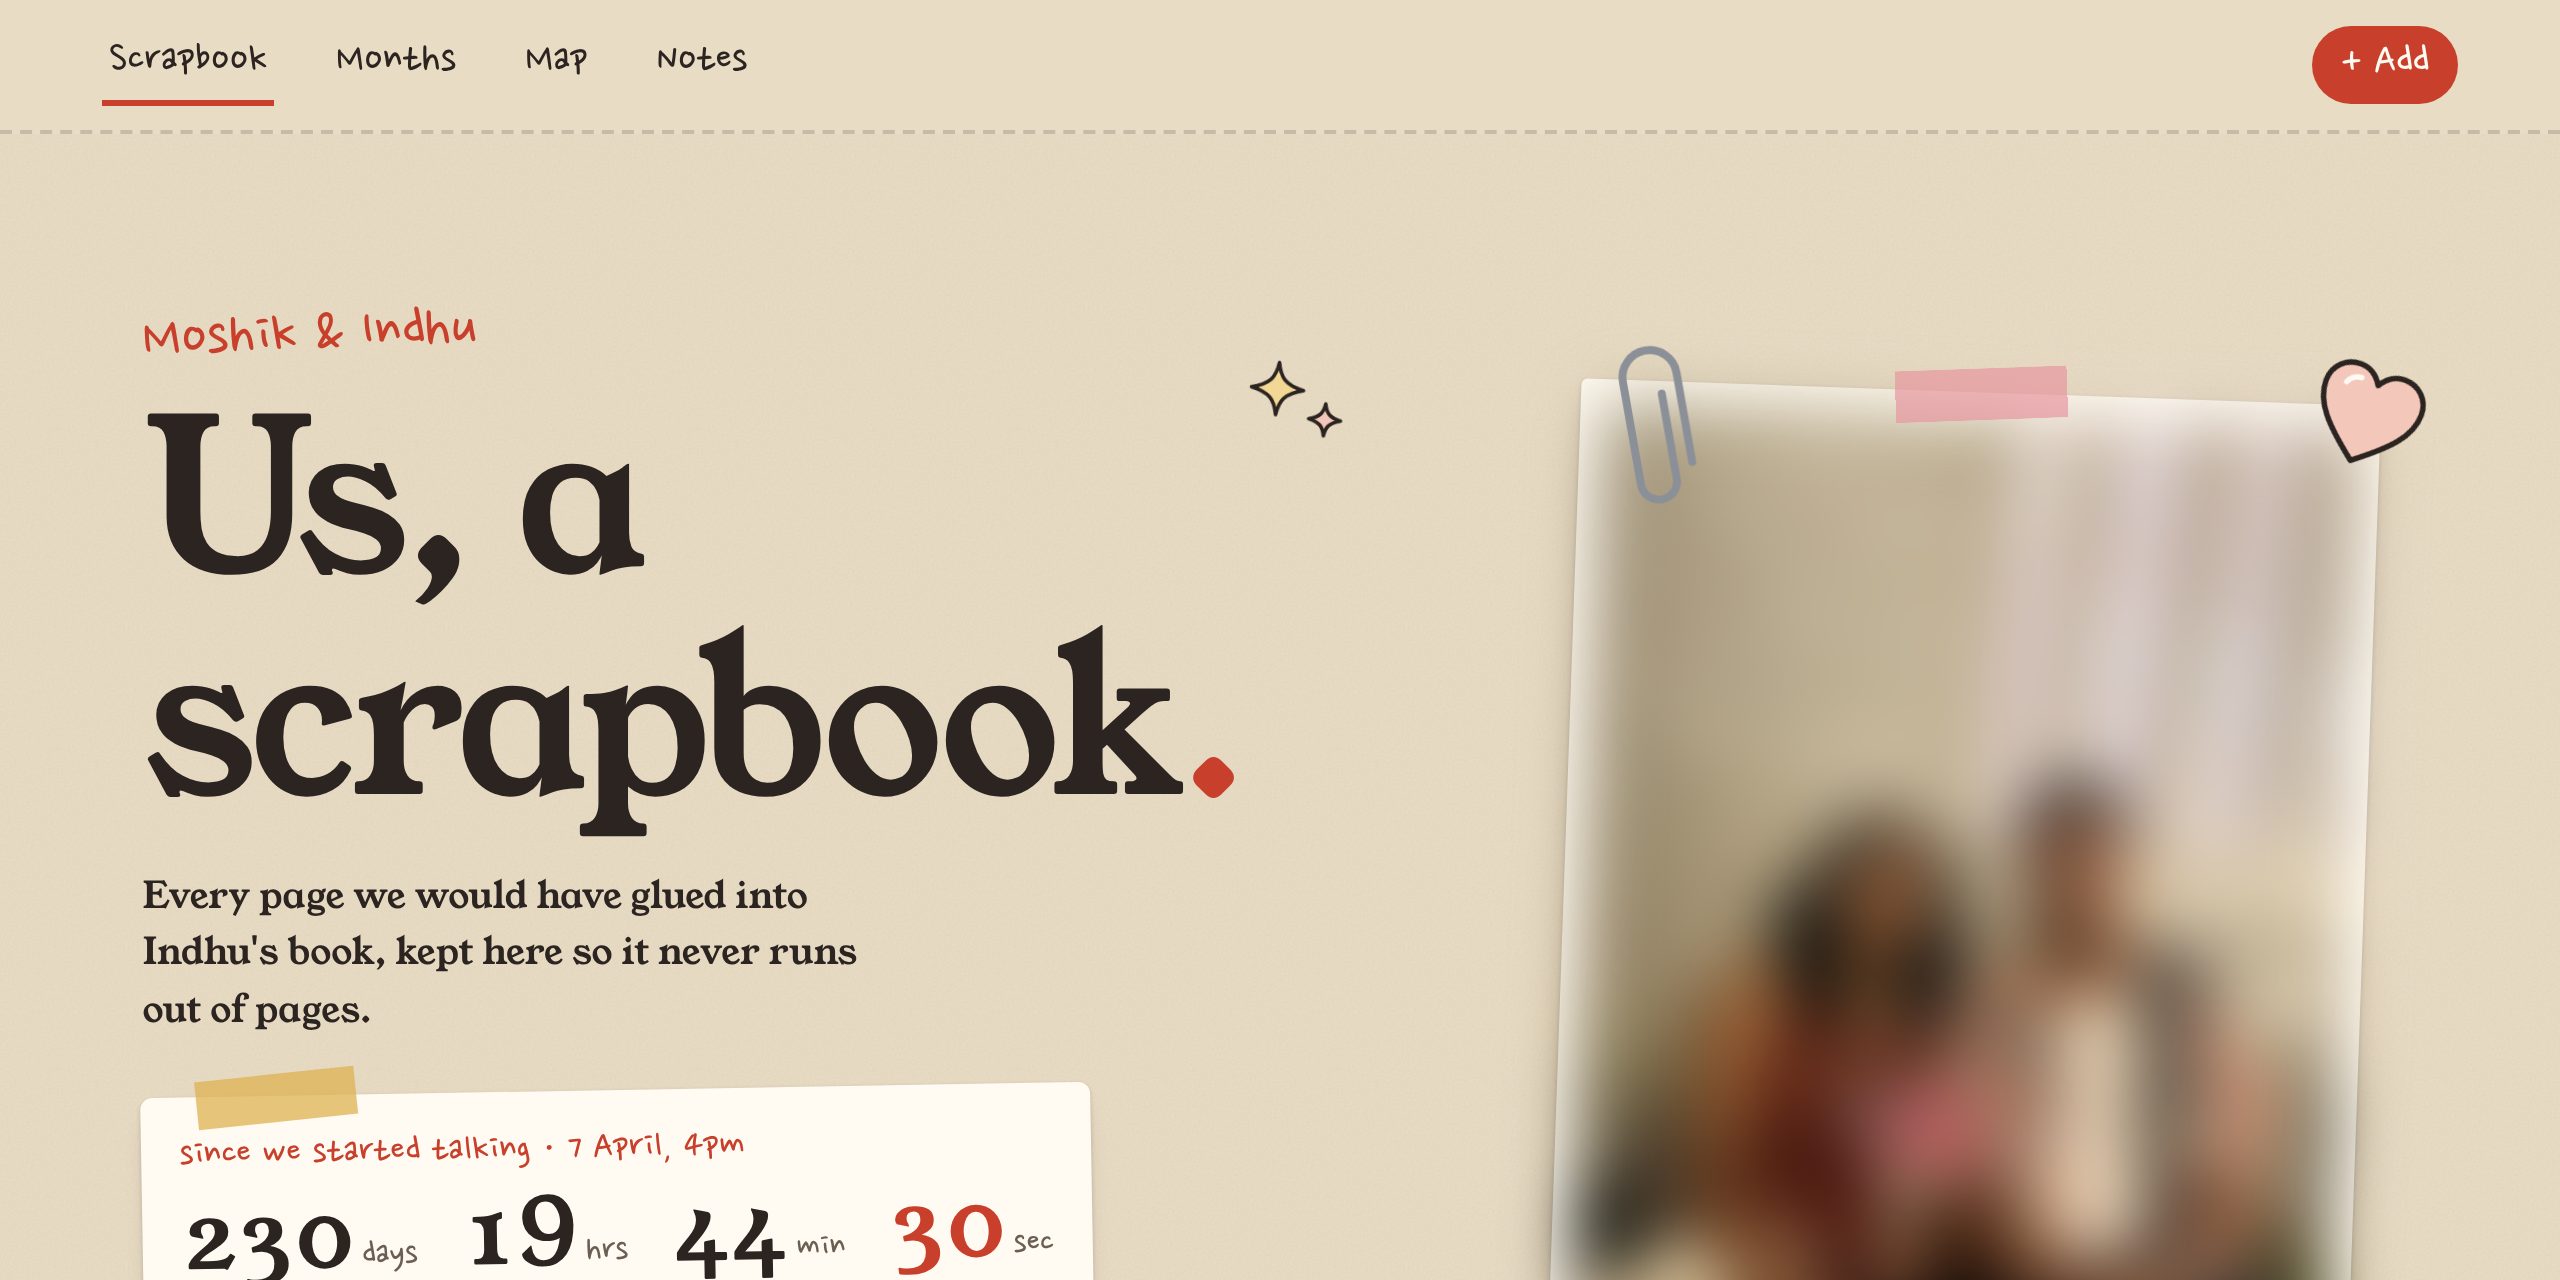 Scrapbook Months Map Notes + Add
Moshik & Indhu
Us, a
scrapbook.
Every page we would have glued into
Indhu's book, kept here so it never runs
out of pages.
since we started talking • 7 April, 4pm
230 days 19 hrs 44 min 30 sec